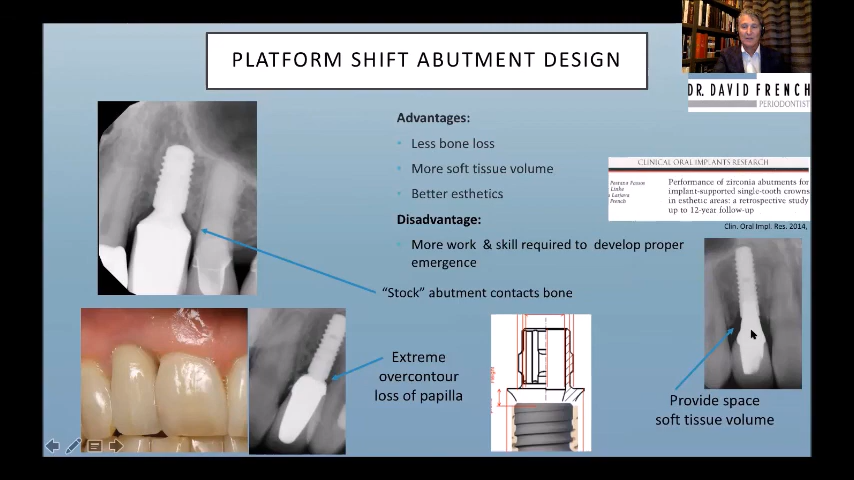 PLATFORM SHIFT ABUTMENT DESIGN
DR. DAVID FRENCH
PERIODONTIST
Advantages:
Less bone loss
More soft tissue volume
Better esthetics
Disadvantage:
More work & skill required to develop proper
emergence
CLINICAL ORAL IMPLANTS RESEARCH
Linke
French
Performance of zirconia abutments for
implant-supported single-tooth crowns
in esthetic areas: a retrospective study
up to 12-year follow-up
Clin. Oral Impl. Res. 2014,
“Stock” abutment contacts bone
Extreme
overcontour
loss of papilla
Provide space
soft tissue volume